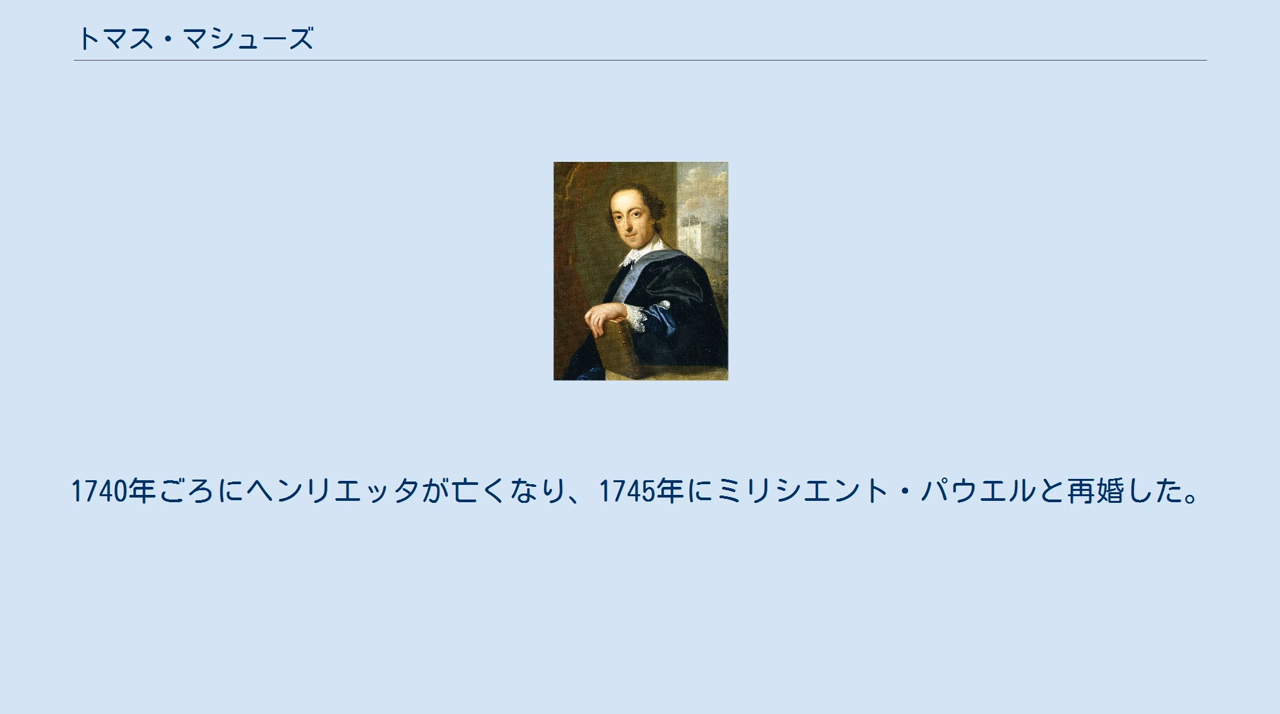 トマス・マシューズ
1740年ごろにヘンリエッタが亡くなり、1745年にミリシエント・パウエルと再婚した。